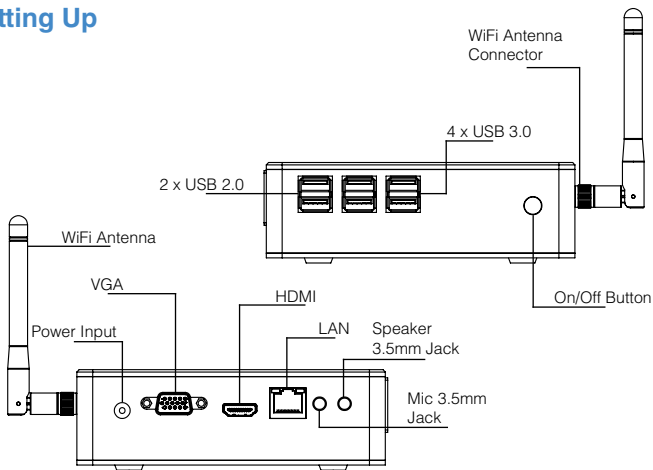 tting Up
WiFi Antenna
Connector
4 x USB 3.0
2 x USB 2.0
WiFi Antenna
VGA
HDMI
On/Off Button
Power Input
LAN
Speaker
3.5mm Jack
Mic 3.5mm
Jack